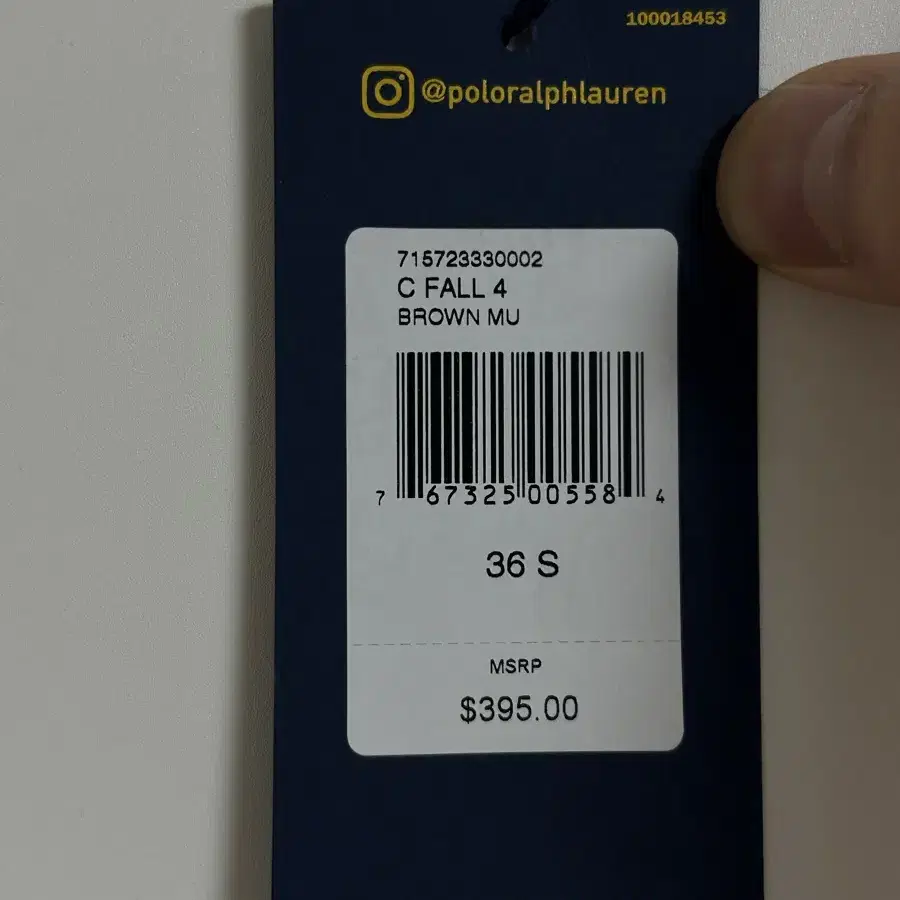 100018453
@poloralphlauren
715723330002
C FALL 4
BROWN MU
7 67325 00558 4
36 S
MSRP
$395.00